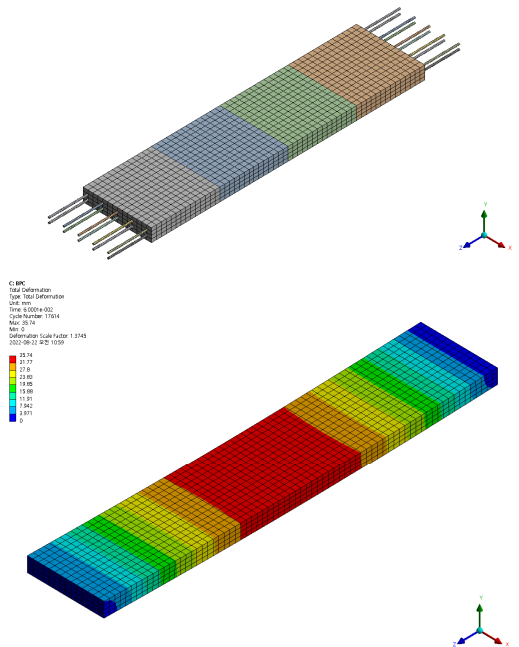 Y
Z
X
C: BPC
Total Deformation
Type: Total Deformation
Unit: mm
Time: 6.0001e-002
Cycle Number: 17614
Max: 35.74
Min: 0
Deformation Scale Factor: 1.3745
2022-08-22 오전 10:59
35.74
31.77
27.8
23.83
19.85
15.88
11.91
7.942
3.971
0
Y
Z
X